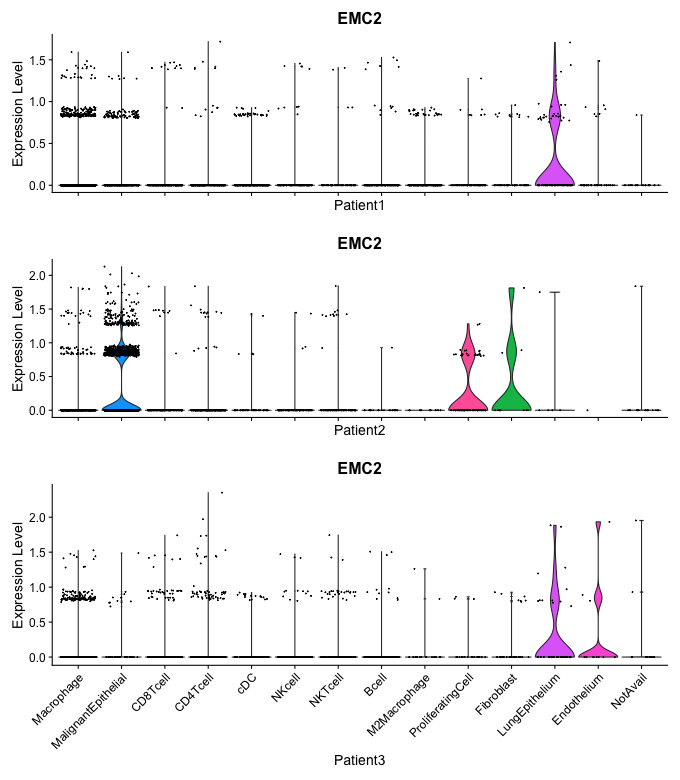 EMC2
Expression Level
1.5
1.0
0.5
0.0
Patient1
EMC2
Expression Level
2.0
1.5
1.0
0.5
0.0
Patient2
EMC2
Expression Level
2.0
1.5
1.0
0.5
0.0
Macrophage
MalignantEpithelial
CD8Tcell
CD4Tcell
cDC
NKcell
NKTcell
Bcell
M2Macrophage
ProliferatingCell
Fibroblast
LungEpithelium
Endothelium
NotAvail
Patient3